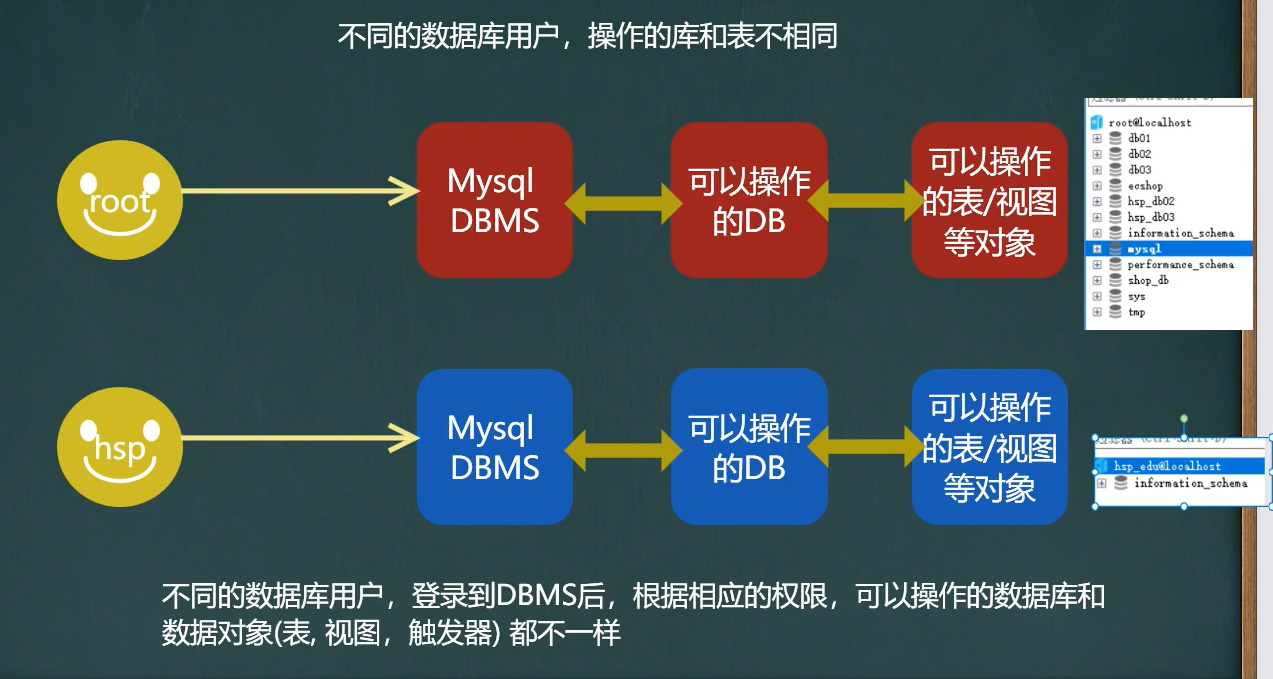 不同的数据库用户，操作的库和表不相同
root
Mysql
DBMS
可以操作
的DB
可以操作
的表/视图
等对象
root@localhost
db01
db02
db03
ecshop
hsp_db02
hsp_db03
information_schema
mysql
performance_schema
shop_db
sys
tmp
hsp
Mysql
DBMS
可以操作
的DB
可以操作
的表/视图
等对象
hsp_edu@localhost
information_schema
不同的数据库用户，登录到DBMS后，根据相应的权限，可以操作的数据库和
数据对象(表, 视图，触发器) 都不一样